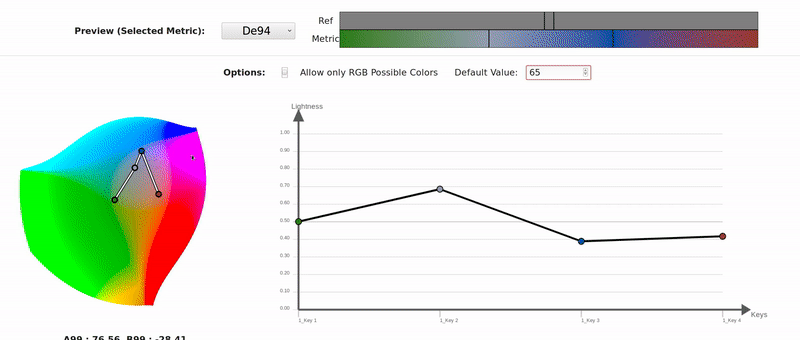 Ref
Preview (Selected Metric): De94
Metric
Options: Allow only RGB Possible Colors Default Value: 65
Lightness
1.00
0.90
0.80
0.70
0.60
0.50
0.40
0.30
0.20
0.10
0.00
Keys
1_Key 1 1_Key 2 1_Key 3 1_Key 4
A99 : 76.56, B99 : -28.41